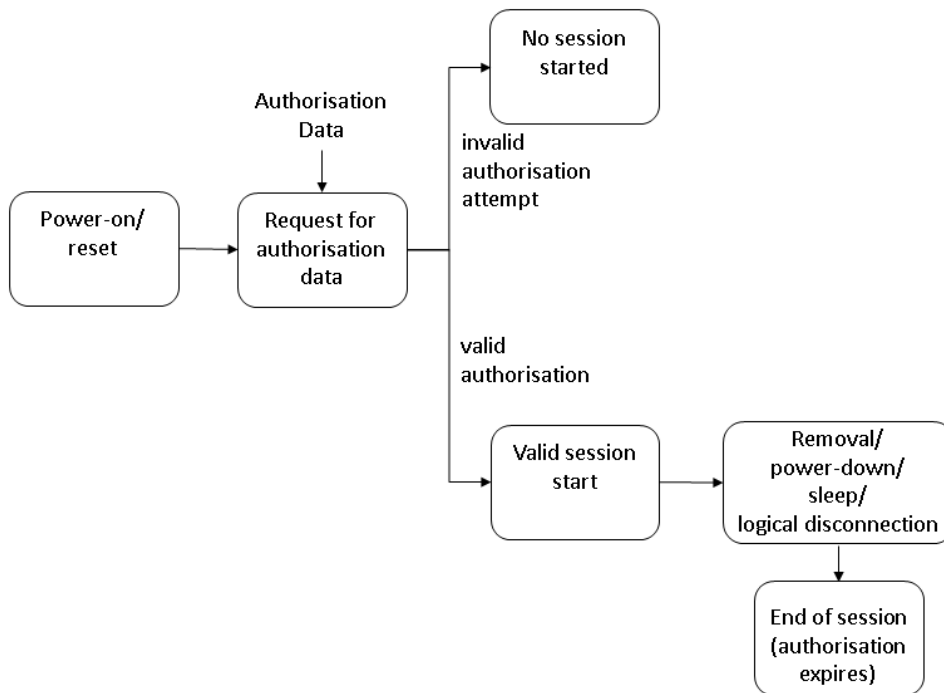 No session
started
Authorisation
Data
invalid
authorisation
attempt
Power-on/
reset
Request for
authorisation
data
valid
authorisation
Valid session
start
Removal/
power-down/
sleep/
logical disconnection
End of session
(authorisation
expires)